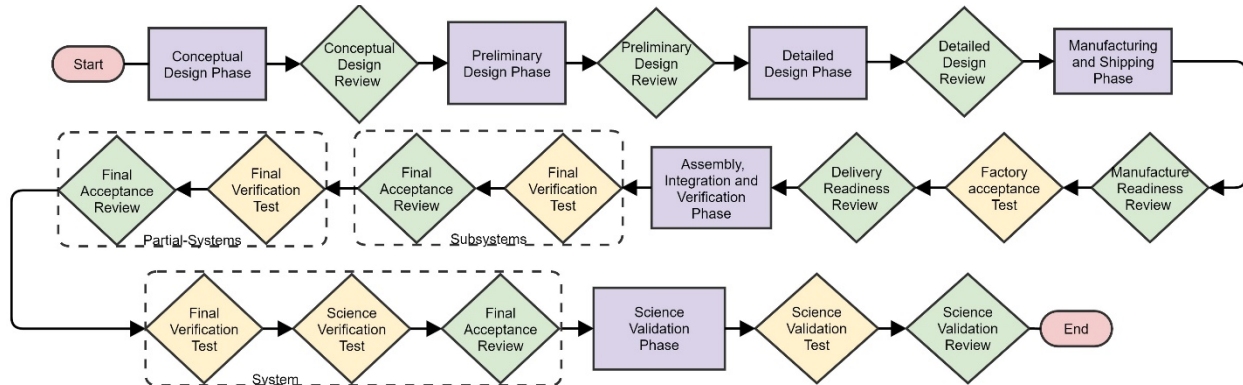 Start
Conceptual
Design Phase
Conceptual
Design
Review
Preliminary
Design Phase
Preliminary
Design
Review
Detailed
Design Phase
Detailed
Design
Review
Manufacturing
and Shipping
Phase
Manufacture
Readiness
Review
Factory
acceptance
Test
Delivery
Readiness
Review
Assembly,
Integration and
Verification
Phase
Final
Verification
Test
Final
Acceptance
Review
Subsystems
Final
Verification
Test
Final
Acceptance
Review
Partial-Systems
Final
Verification
Test
Science
Verification
Test
Final
Acceptance
Review
System
Science
Validation
Phase
Science
Validation
Test
Science
Validation
Review
End